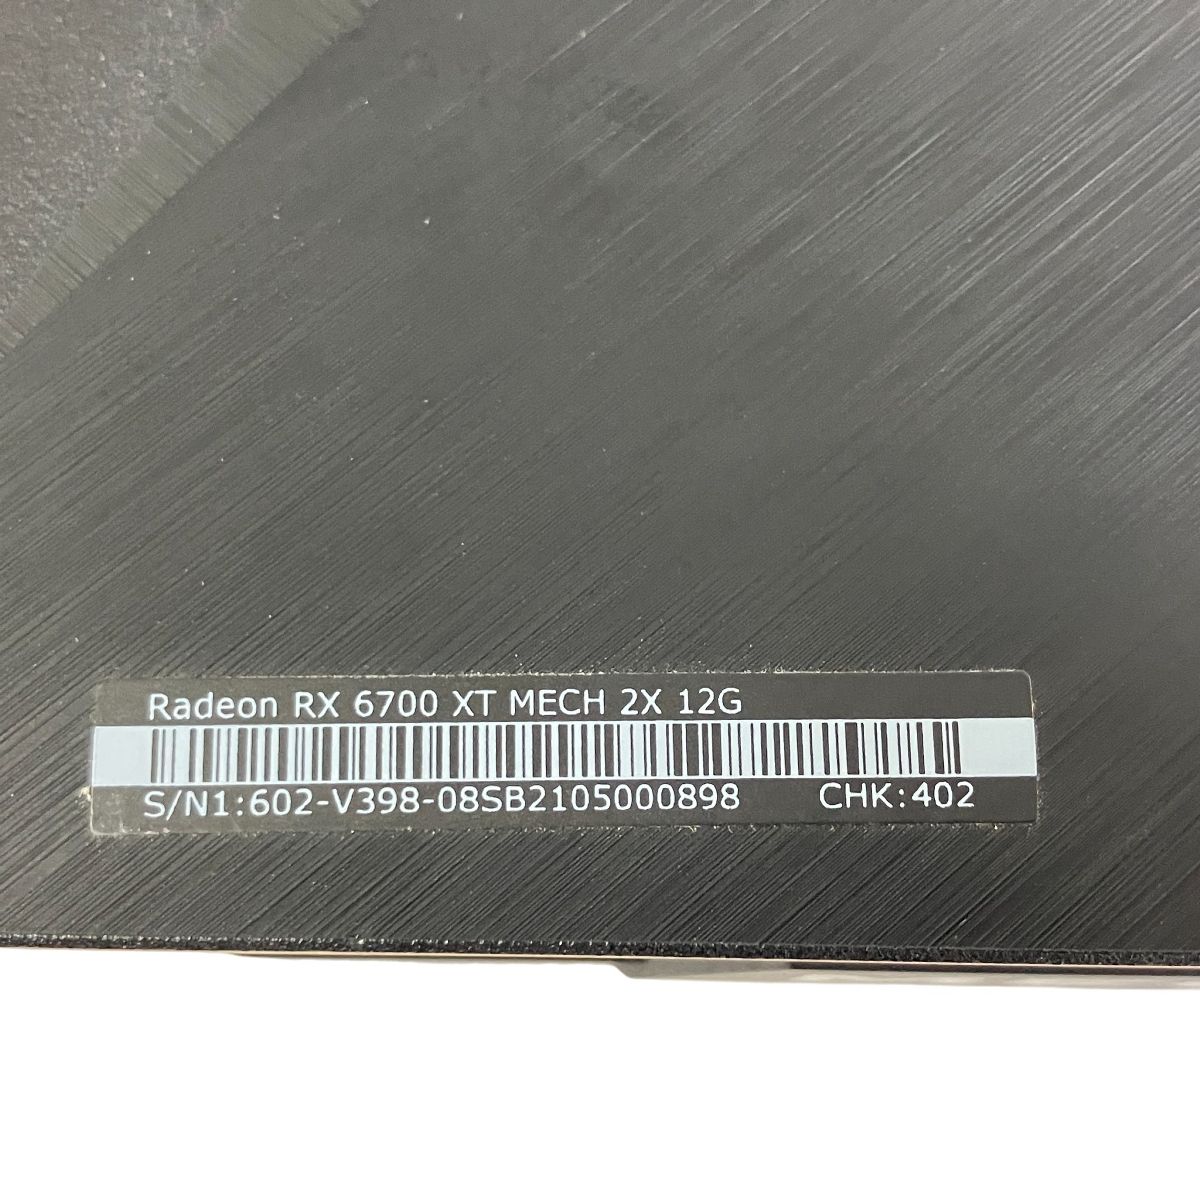 Radeon RX 6700 XT MECH 2X 12G
S/N1:602-V398-08SB2105000898 CHK:402